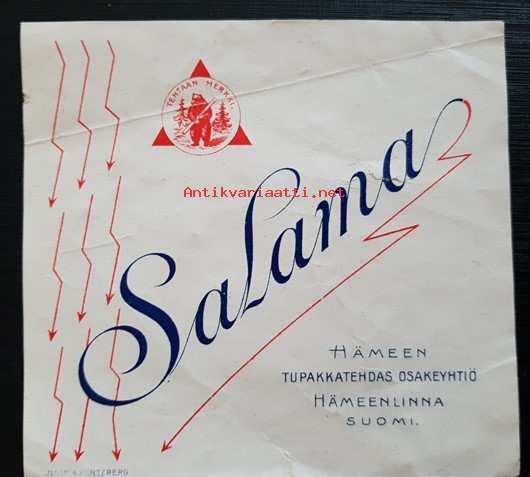 TEHTAAN MERKKI.
Salama
Antikvariaatti.net
HÄMEEN
TUPAKKATEHDAS OSAKEYHTIÖ
HÄMEENLINNA
SUOMI.